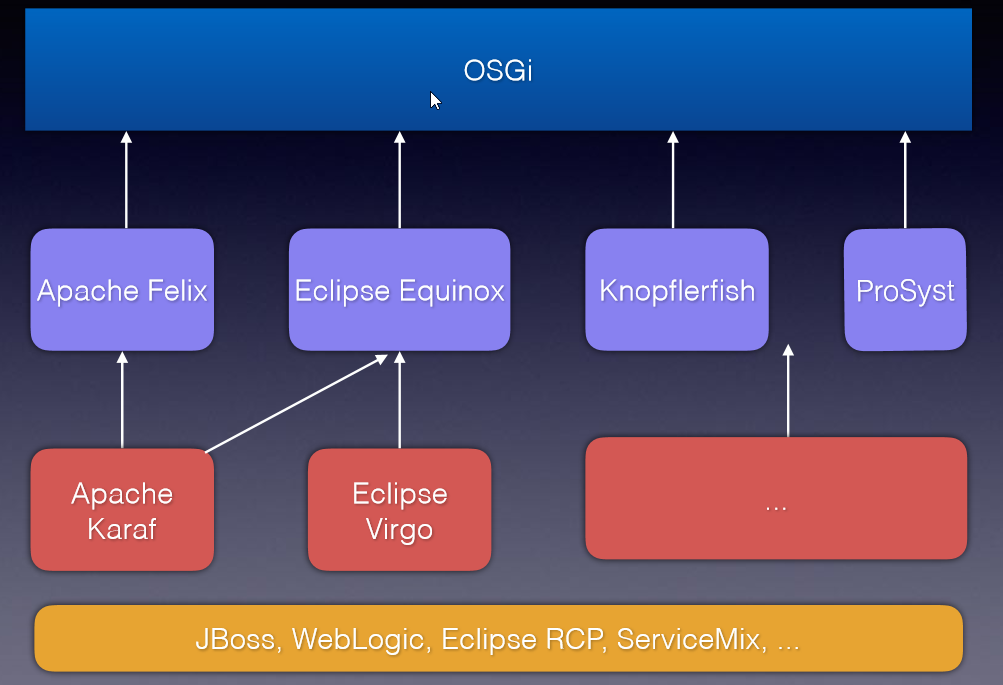 OSGi
Apache Felix
Eclipse Equinox
Knopflerfish
ProSyst
Apache
Karaf
Eclipse
Virgo
...
JBoss, WebLogic, Eclipse RCP, ServiceMix, ...